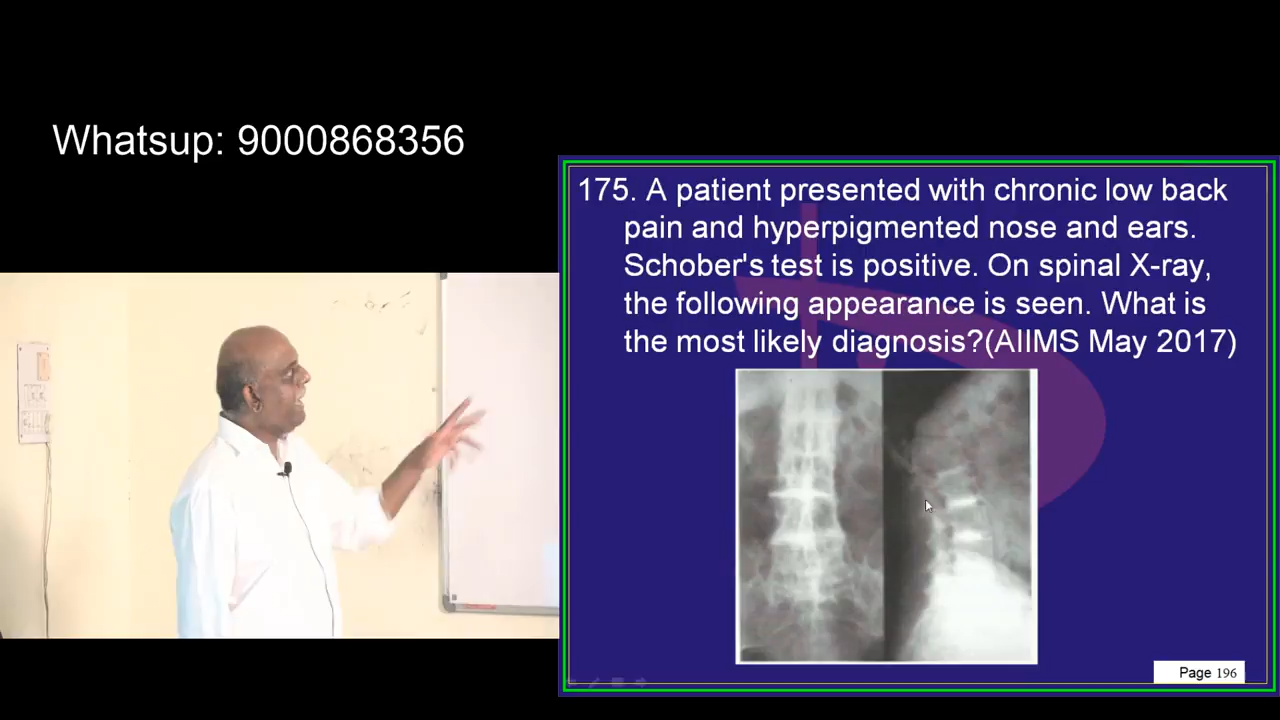 Whatsup: 9000868356
175. A patient presented with chronic low back
pain and hyperpigmented nose and ears.
Schober's test is positive. On spinal X-ray,
the following appearance is seen. What is
the most likely diagnosis?(AIIMS May 2017)
Page 196